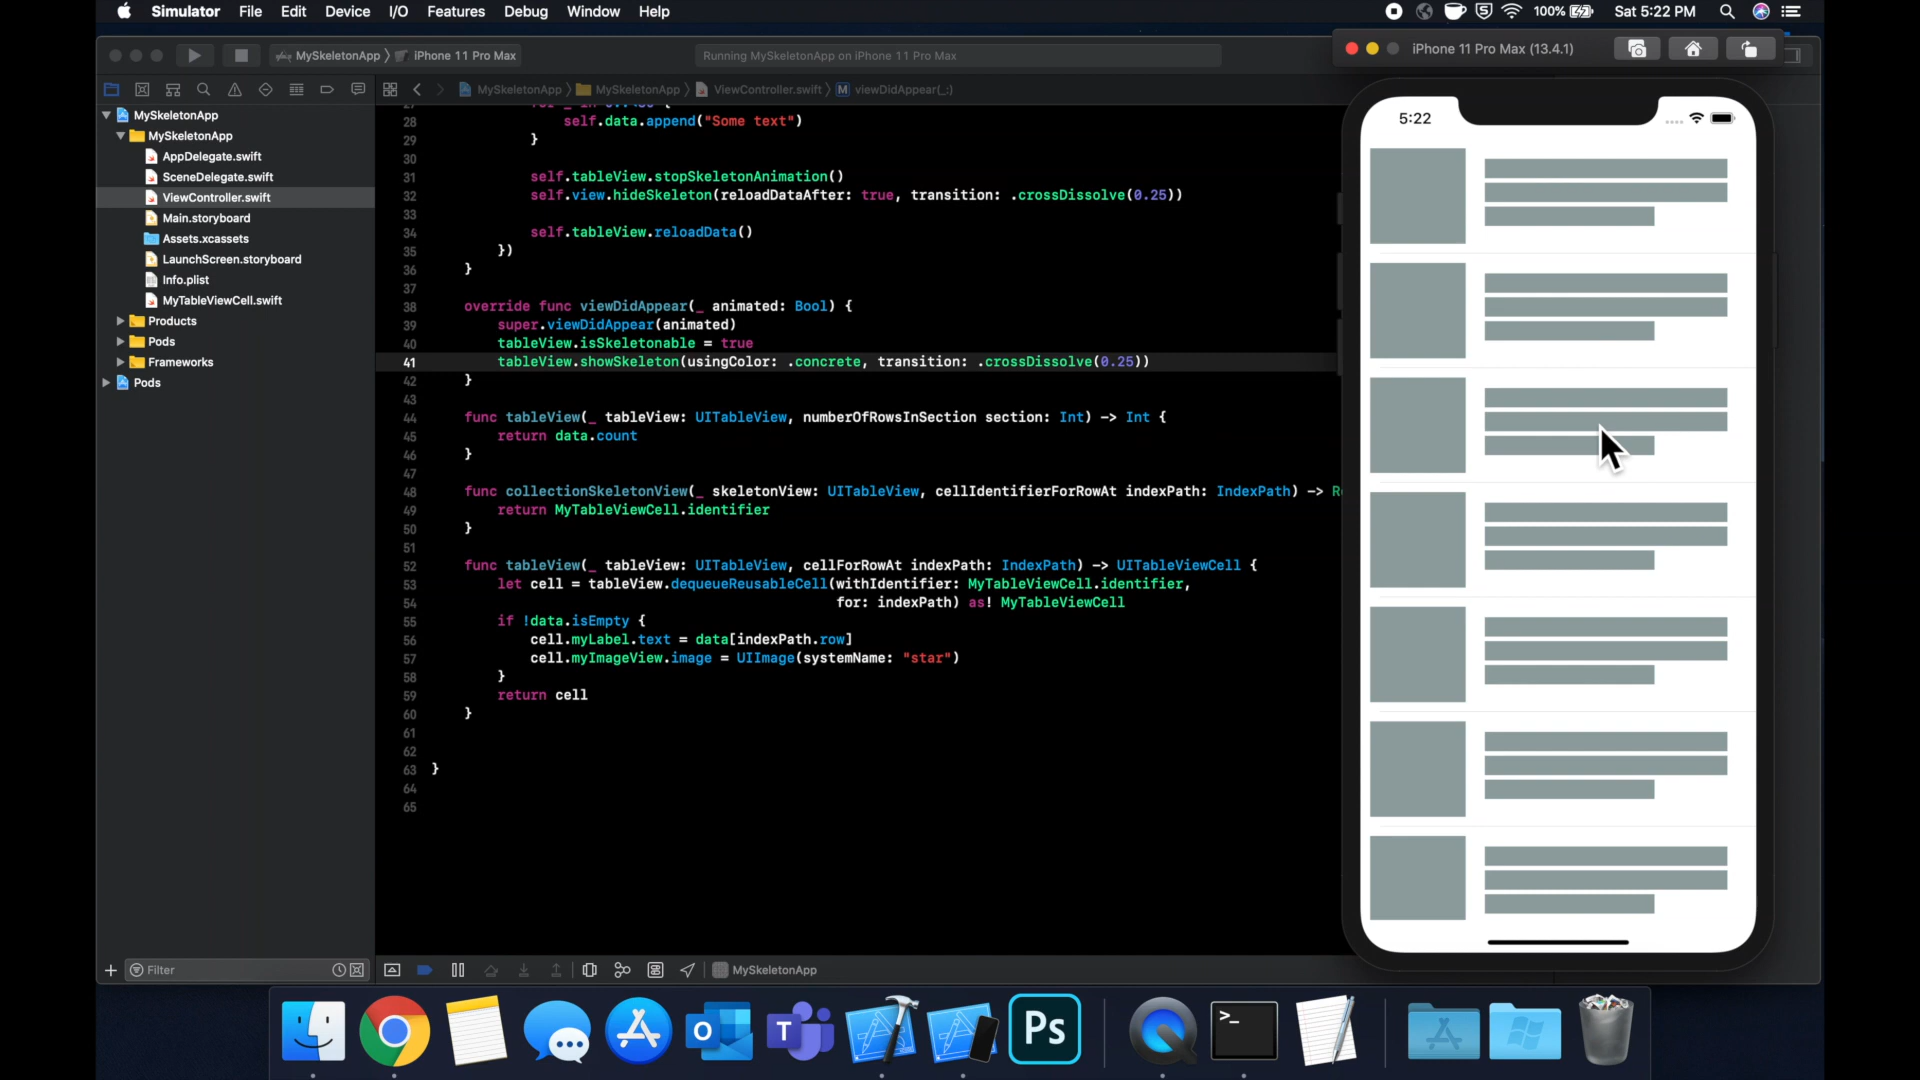 Simulator File Edit Device I/O Features Debug Window Help
100% Sat 5:22 PM
MySkeletonApp iPhone 11 Pro Max
Running MySkeletonApp on iPhone 11 Pro Max
iPhone 11 Pro Max (13.4.1)
MySkeletonApp MySkeletonApp ViewController.swift M viewDidAppear(_:)
MySkeletonApp
MySkeletonApp
AppDelegate.swift
SceneDelegate.swift
ViewController.swift
Main.storyboard
Assets.xcassets
LaunchScreen.storyboard
Info.plist
MyTableViewCell.swift
Products
Pods
Frameworks
Pods
28 self.data.append("Some text")
29 }
30
31 self.tableView.stopSkeletonAnimation()
32 self.view.hideSkeleton(reloadDataAfter: true, transition: .crossDissolve(0.25))
33
34 self.tableView.reloadData()
35 })
36 }
37
38 override func viewDidAppear(_ animated: Bool) {
39 super.viewDidAppear(animated)
40 tableView.isSkeletonable = true
41 tableView.showSkeleton(usingColor: .concrete, transition: .crossDissolve(0.25))
42 }
43
44 func tableView(_ tableView: UITableView, numberOfRowsInSection section: Int) -> Int {
45 return data.count
46 }
47
48 func collectionSkeletonView(_ skeletonView: UITableView, cellIdentifierForRowAt indexPath: IndexPath) -> R
49 return MyTableViewCell.identifier
50 }
51
52 func tableView(_ tableView: UITableView, cellForRowAt indexPath: IndexPath) -> UITableViewCell {
53 let cell = tableView.dequeueReusableCell(withIdentifier: MyTableViewCell.identifier,
54 for: indexPath) as! MyTableViewCell
55 if !data.isEmpty {
56 cell.myLabel.text = data[indexPath.row]
57 cell.myImageView.image = UIImage(systemName: "star")
58 }
59 return cell
60 }
61
62
63 }
64
65
5:22
Filter
MySkeletonApp
O
T
Ps
>_